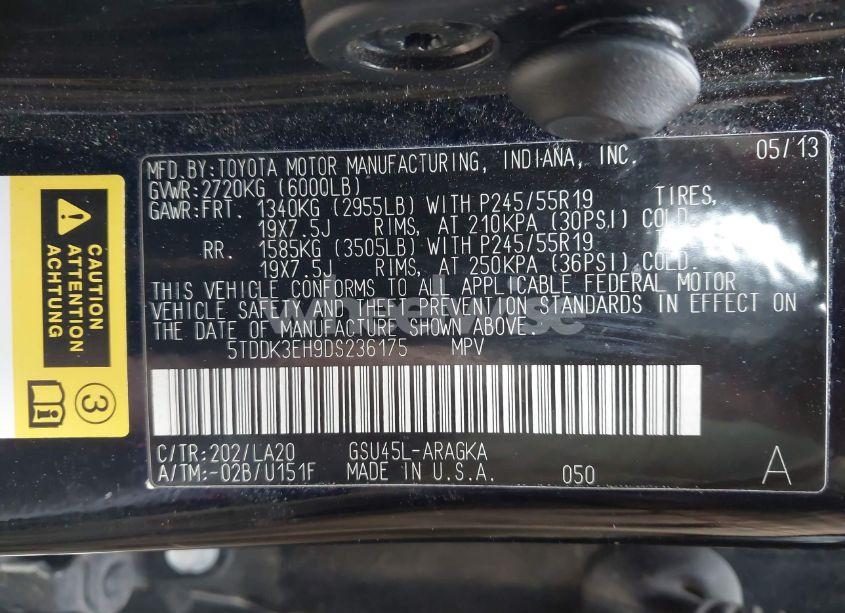 MFD.BY:TOYOTA MOTOR MANUFACTURING, INDIANA, INC. 05/13
GVWR:2720KG (6000LB)
GAWR:FRT. 1340KG (2955LB) WITH P245/55R19 TIRES,
19X7.5J RIMS, AT 210KPA (30PSI) COLD.
RR. 1585KG (3505LB) WITH P245/55R19 TIRES,
19X7.5J RIMS, AT 250KPA (36PSI) COLD.
THIS VEHICLE CONFORMS TO ALL APPLICABLE FEDERAL MOTOR
VEHICLE SAFETY AND THEFT PREVENTION STANDARDS IN EFFECT ON
THE DATE OF MANUFACTURE SHOWN ABOVE.
5TDDK3EH9DS236175 MPV
C/TR:202/LA20 GSU45L-ARAGKA
A/TM:-02B/U151F MADE IN U.S.A. 050 A
CAUTION
ATTENTION
ACHTUNG
3